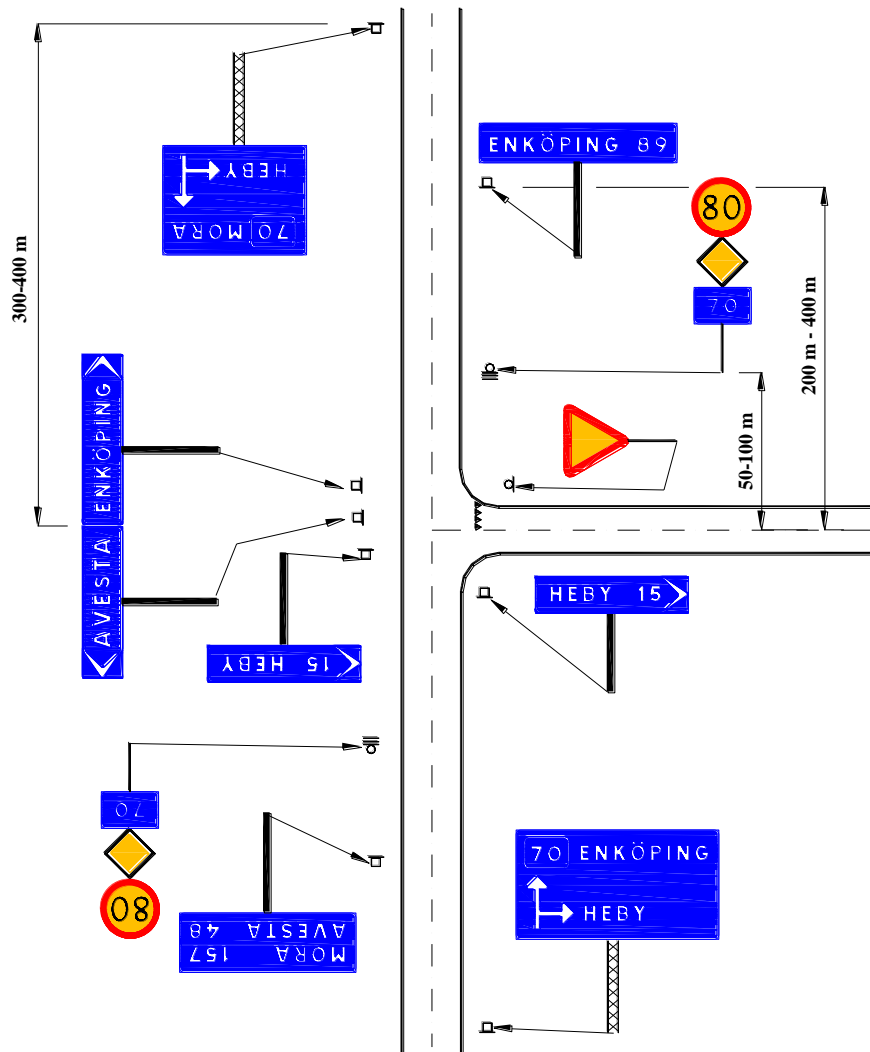 300-400 m
70 MORA
HEBY
ENKÖPING 89
80
70
200 m - 400 m
50-100 m
ENKÖPING
AVESTA
15 HEBY
HEBY 15
70
80
MORA 157
AVESTA 48
70 ENKÖPING
HEBY